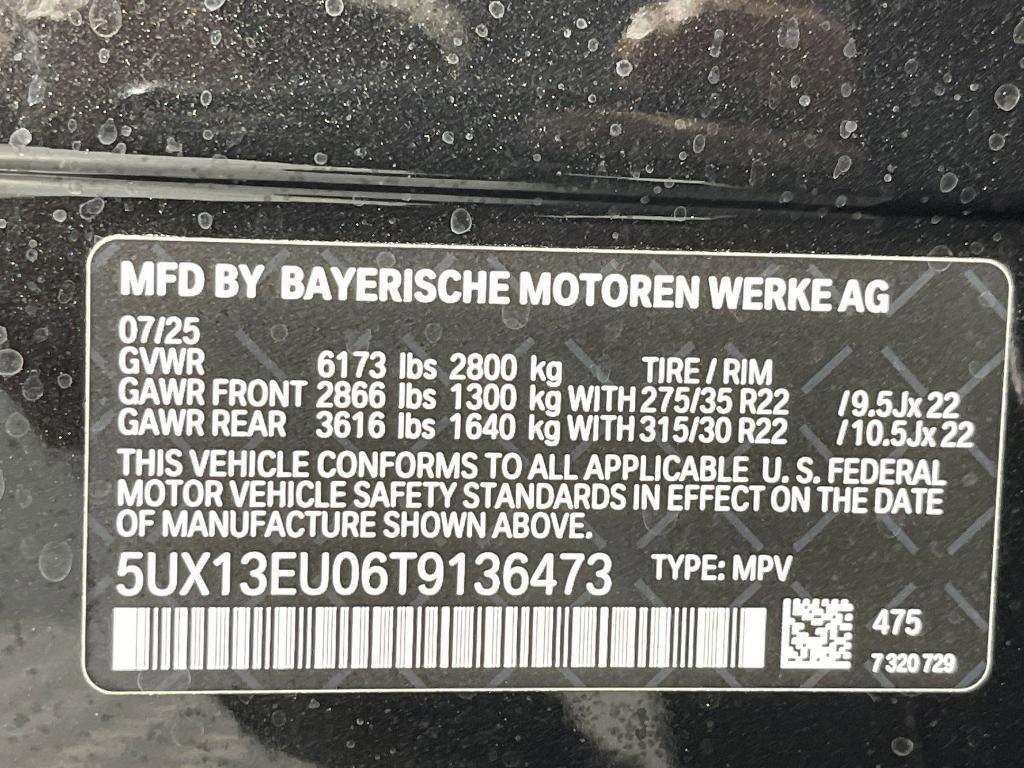 MFD BY BAYERISCHE MOTOREN WERKE AG
07/25
GVWR 6173 lbs 2800 kg TIRE / RIM
GAWR FRONT 2866 lbs 1300 kg WITH 275/35 R22 /9.5Jx22
GAWR REAR 3616 lbs 1640 kg WITH 315/30 R22 /10.5Jx22
THIS VEHICLE CONFORMS TO ALL APPLICABLE U. S. FEDERAL
MOTOR VEHICLE SAFETY STANDARDS IN EFFECT ON THE DATE
OF MANUFACTURE SHOWN ABOVE.
5UX13EU06T9136473 TYPE: MPV
475
7 320 729